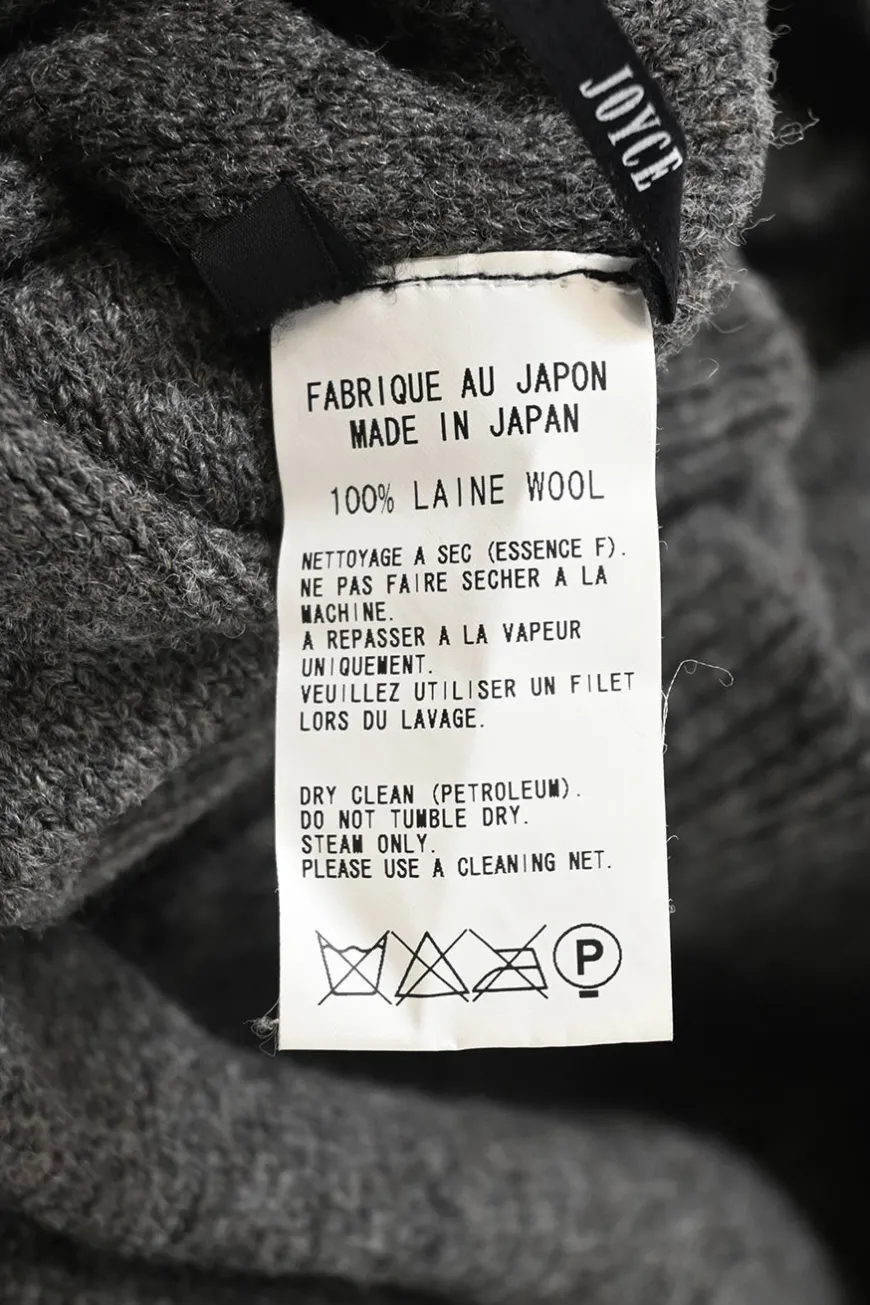 JOYCE
FABRIQUE AU JAPON
MADE IN JAPAN
100% LAINE WOOL
NETTOYAGE A SEC (ESSENCE F).
NE PAS FAIRE SECHER A LA
MACHINE.
A REPASSER A LA VAPEUR
UNIQUEMENT.
VEUILLEZ UTILISER UN FILET
LORS DU LAVAGE.
DRY CLEAN (PETROLEUM).
DO NOT TUMBLE DRY.
STEAM ONLY.
PLEASE USE A CLEANING NET.
P